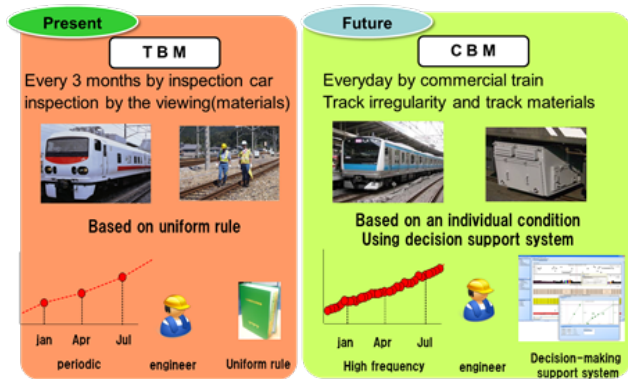 Present
TBM
Every 3 months by inspection car
inspection by the viewing(materials)
Based on uniform rule
jan Apr Jul
periodic
engineer
Uniform rule
Future
CBM
Everyday by commercial train
Track irregularity and track materials
Based on an individual condition
Using decision support system
jan Apr Jul
High frequency
engineer
Decision-making
support system